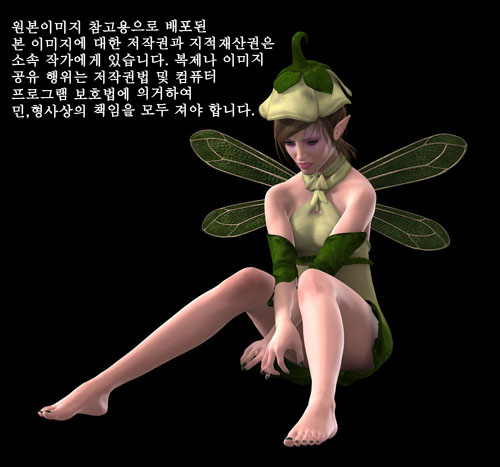 원본이미지 참고용으로 배포된
본 이미지에 대한 저작권과 지적재산권은
소속 작가에게 있습니다. 복제나 이미지
공유 행위는 저작권법 및 컴퓨터
프로그램 보호법에 의거하여
민,형사상의 책임을 모두 져야 합니다.